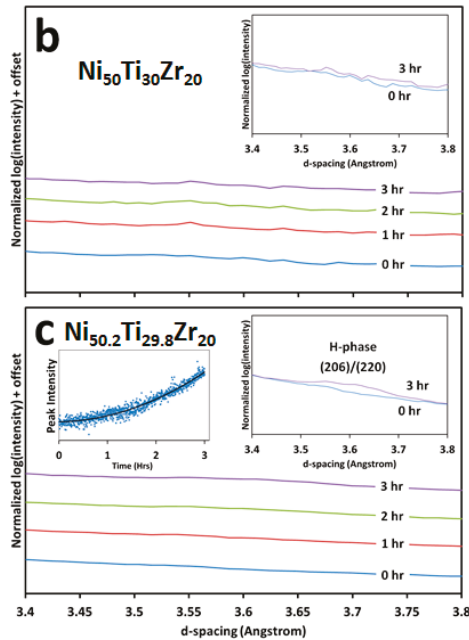 b
Ni50Ti30Zr20
Normalized log(intensity) + offset
Normalized log(intensity)
3 hr
0 hr
3.4 3.5 3.6 3.7 3.8
d-spacing (Angstrom)
3 hr
2 hr
1 hr
0 hr
c
Ni50.2Ti29.8Zr20
Normalized log(intensity) + offset
Peak Intensity
0 1 2 3
Time (Hrs)
Normalized log(intensity)
H-phase
(206)/(220)
3 hr
0 hr
3.4 3.5 3.6 3.7 3.8
d-spacing (Angstrom)
3 hr
2 hr
1 hr
0 hr
3.4 3.45 3.5 3.55 3.6 3.65 3.7 3.75 3.8
d-spacing (Angstrom)